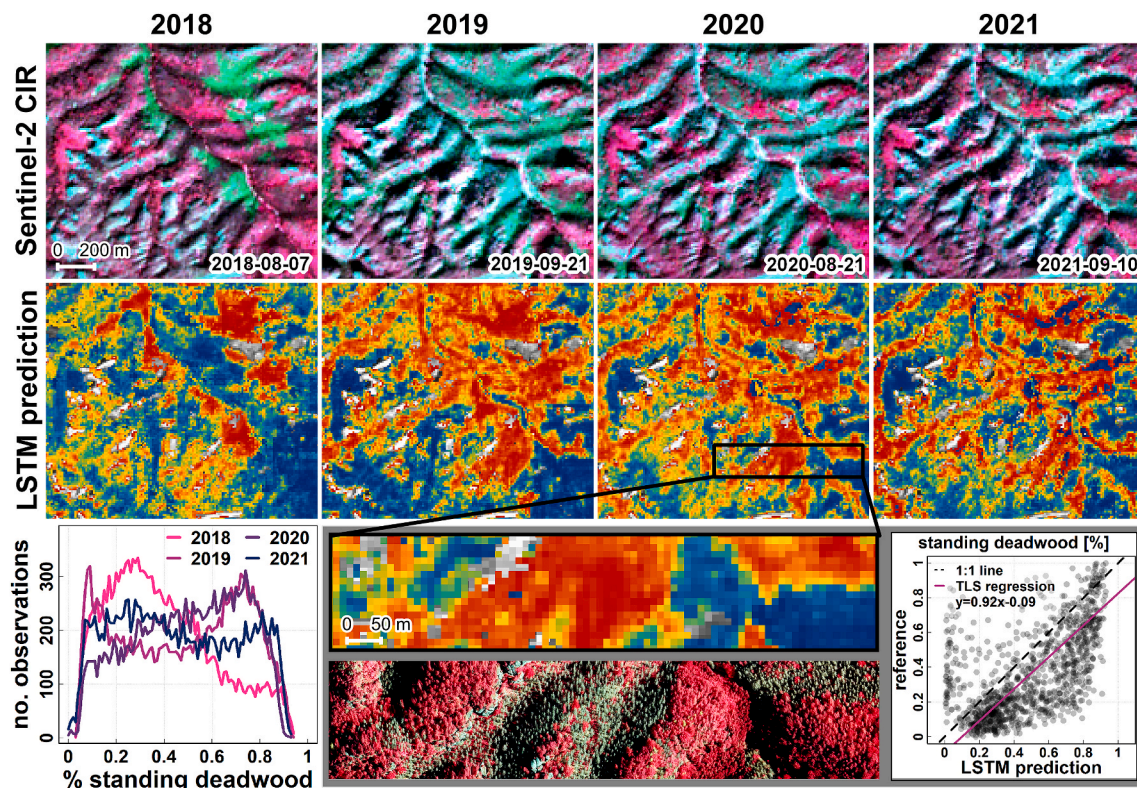 2018 2019 2020 2021
Sentinel-2 CIR
0 200 m
2018-08-07
2019-09-21
2020-08-21
2021-09-10
LSTM prediction
no. observations
300
200
100
0
2018 2020
2019 2021
0 0.2 0.4 0.6 0.8 1
% standing deadwood
0 50 m
standing deadwood [%]
1:1 line
TLS regression
y=0.92x-0.09
reference
1
0.8
0.6
0.4
0.2
0
0 0.2 0.4 0.6 0.8 1
LSTM prediction